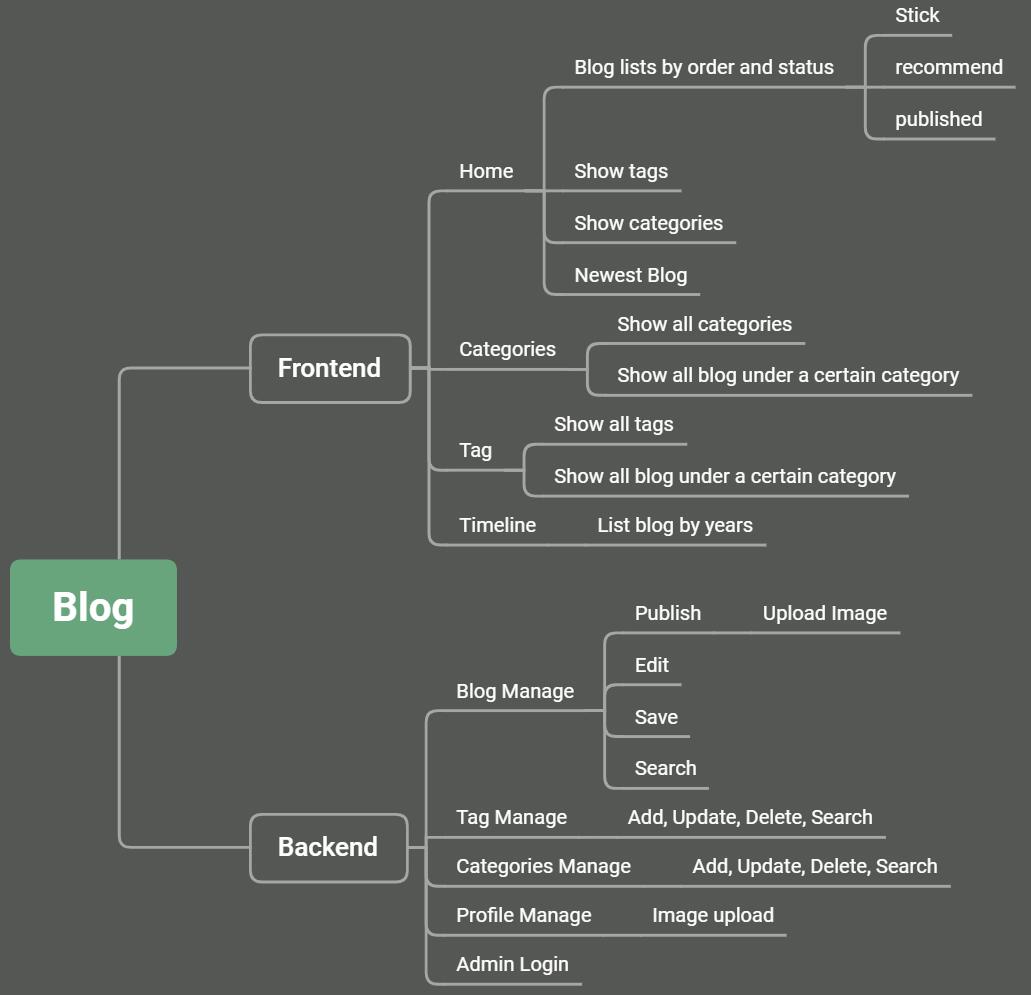 Blog
Frontend
Home
Blog lists by order and status
Stick
recommend
published
Show tags
Show categories
Newest Blog
Categories
Show all categories
Show all blog under a certain category
Tag
Show all tags
Show all blog under a certain category
Timeline
List blog by years
Backend
Blog Manage
Publish
Upload Image
Edit
Save
Search
Tag Manage
Add, Update, Delete, Search
Categories Manage
Add, Update, Delete, Search
Profile Manage
Image upload
Admin Login